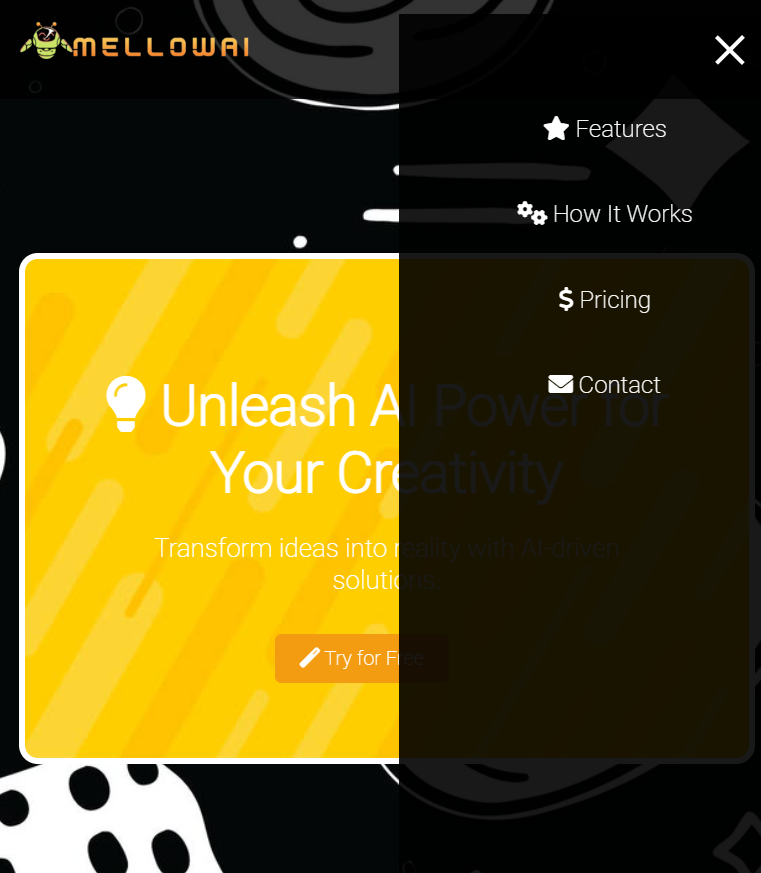 MELLOWAI
Features
How It Works
Pricing
Contact
Unleash AI Power for
Your Creativity
Transform ideas into reality with AI-driven
solutions.
Try for Free